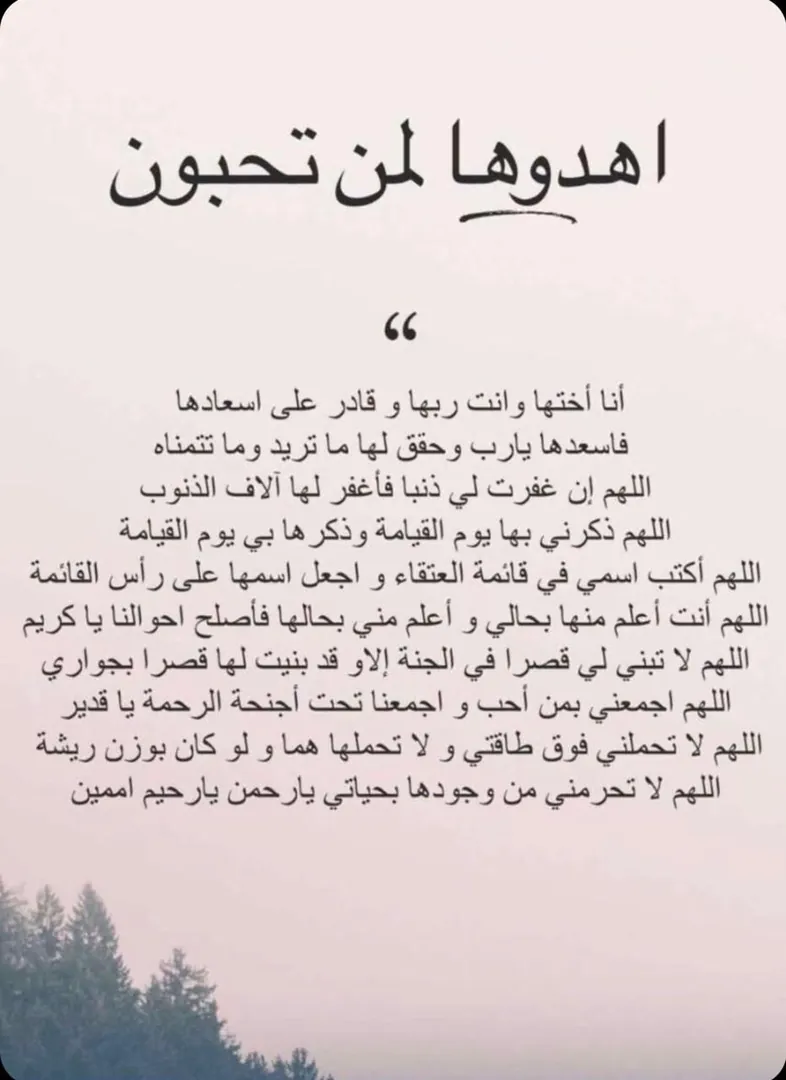 اهدوها لمن تحبون
“
أنا أختها وانت ربها و قادر على اسعادها
فاسعدها يارب وحقق لها ما تريد وما تتمناه
اللهم إن غفرت لي ذنبا فأغفر لها آلاف الذنوب
اللهم ذكرني بها يوم القيامة وذكرها بي يوم القيامة
اللهم أكتب اسمي في قائمة العتقاء و اجعل اسمها على رأس القائمة
اللهم أنت أعلم منها بحالي و أعلم مني بحالها فأصلح احوالنا يا كريم
اللهم لا تبني لي قصرا في الجنة إلاو قد بنيت لها قصرا بجواري
اللهم اجمعني بمن أحب و اجمعنا تحت أجنحة الرحمة يا قدير
اللهم لا تحملني فوق طاقتي و لا تحملها هما و لو كان بوزن ريشة
اللهم لا تحرمني من وجودها بحياتي يارحمن يارحيم اممين